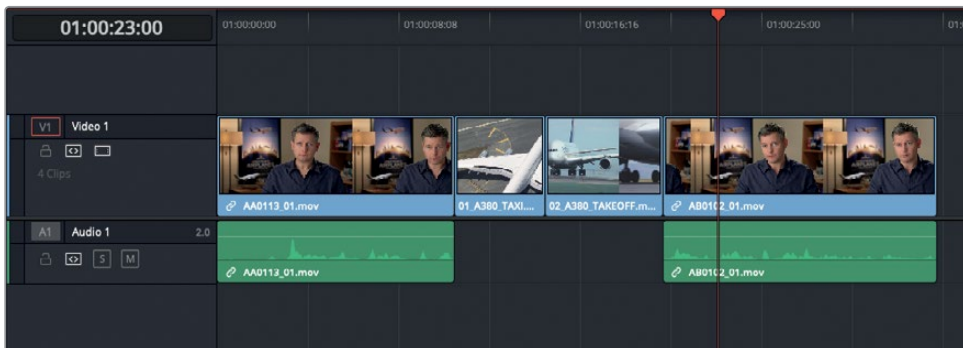 01:00:23:00
01:00:00:00
01:00:08:08
01:00:16:16
01:00:25:00
V1 Video 1
4 Clips
AA0113_01.mov
01_A380_TAXI....
02_A380_TAKEOFF.m...
AB0102_01.mov
A1 Audio 1 2.0
S M
AA0113_01.mov
AB0102_01.mov